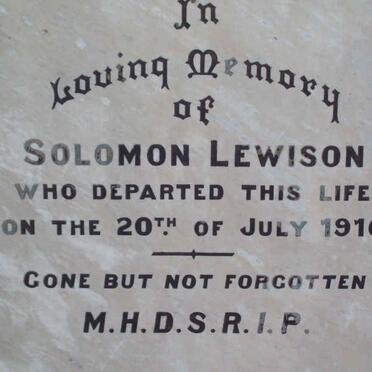 In
Loving Memory
of
SOLOMON LEWISON
WHO DEPARTED THIS LIFE
ON THE 20TH OF JULY 1910
GONE BUT NOT FORGOTTEN
M.H.D.S.R.I.P.